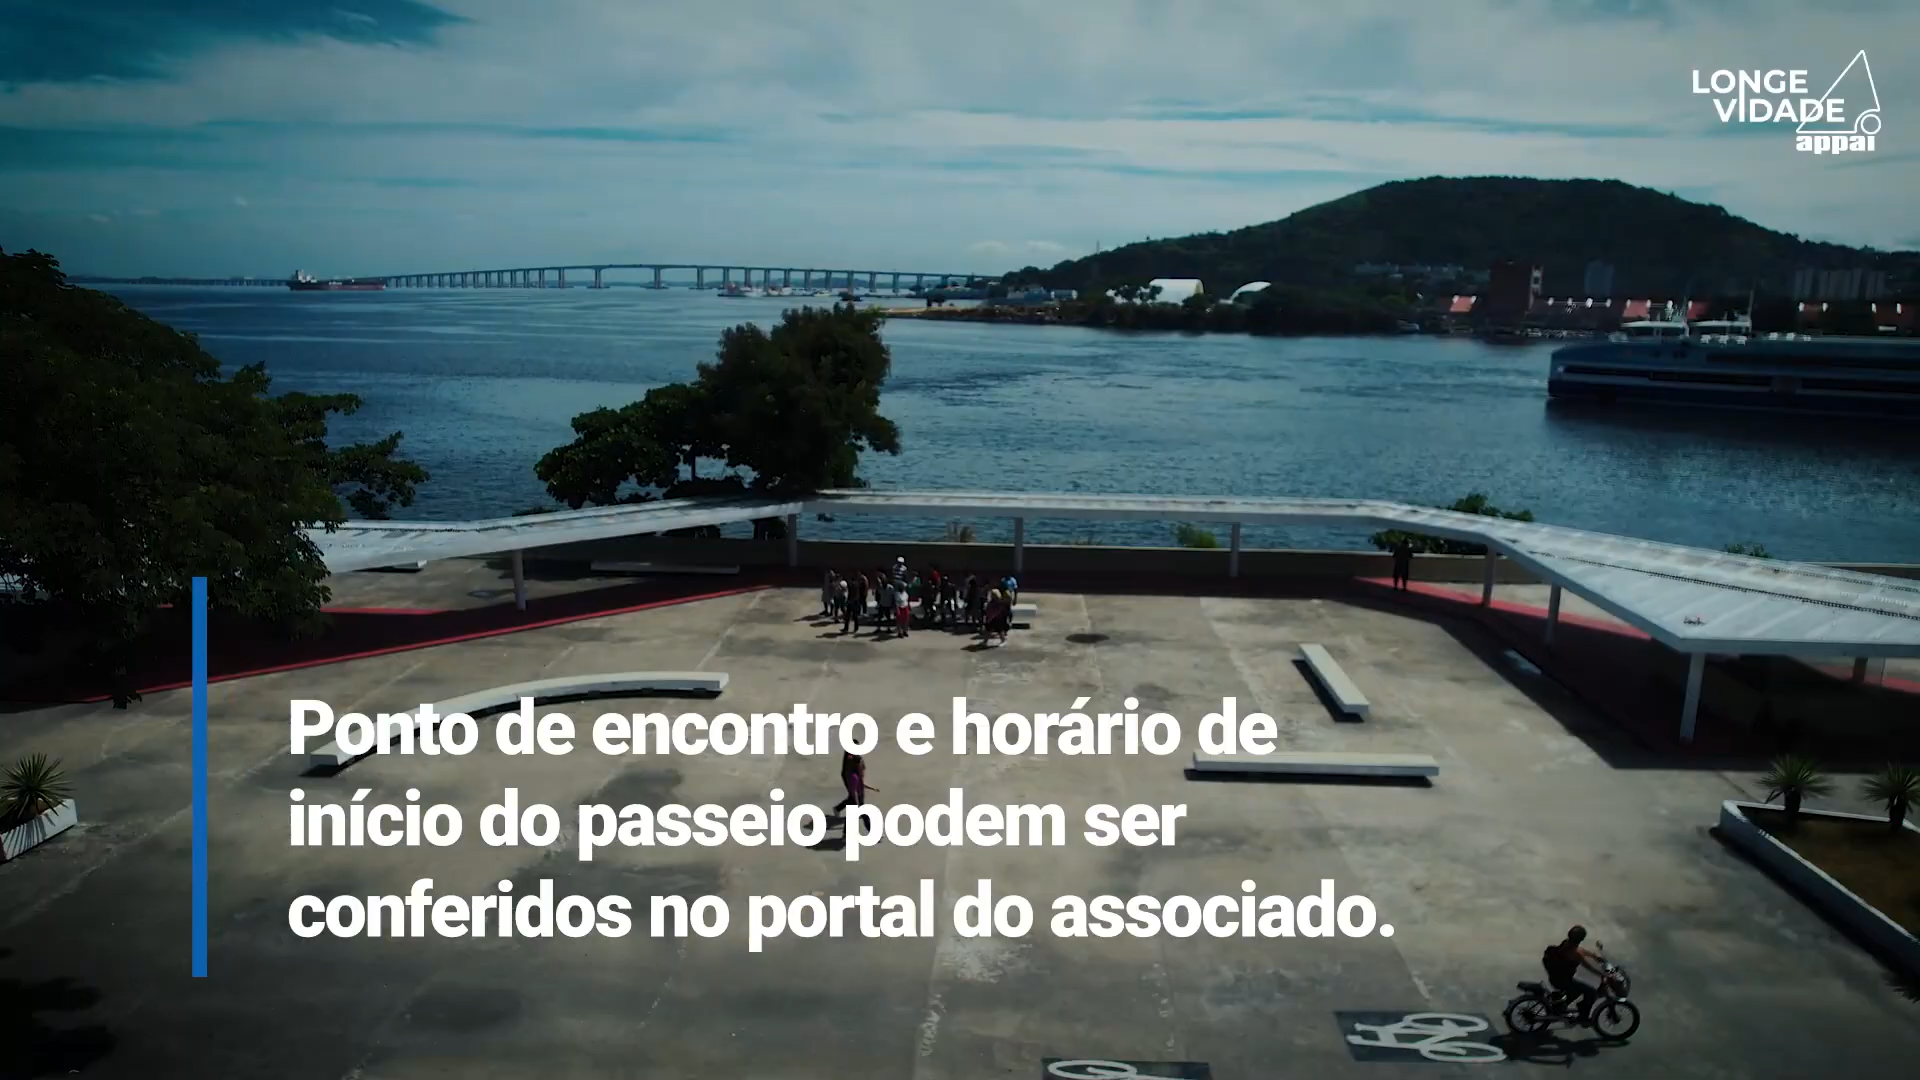 LONGE
VIDADE
appai
Ponto de encontro e horário de
início do passeio podem ser
conferidos no portal do associado.